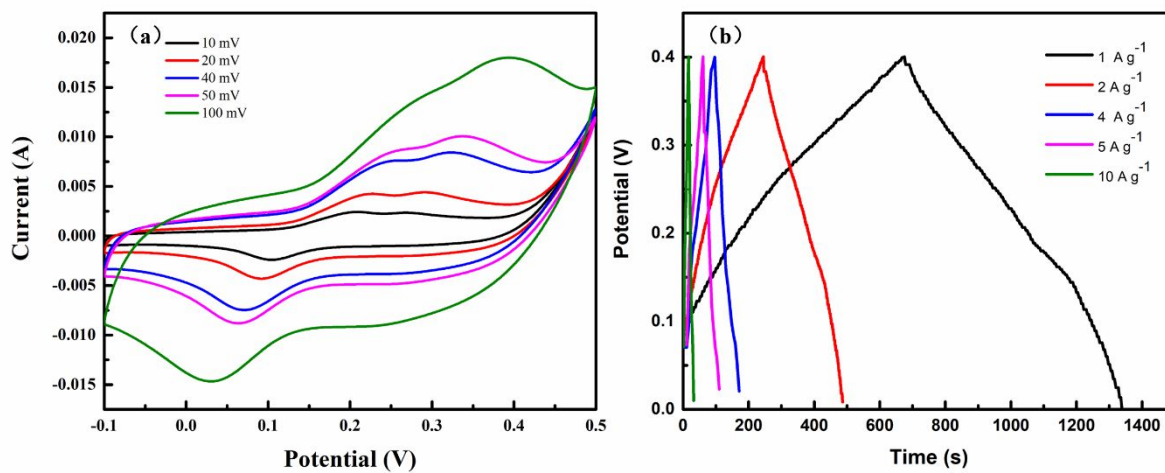 (a)
10 mV
20 mV
40 mV
50 mV
100 mV
0.020
0.015
0.010
0.005
0.000
-0.005
-0.010
-0.015
Current (A)
-0.1 0.0 0.1 0.2 0.3 0.4 0.5
Potential (V)
(b)
1 A g⁻¹
2 A g⁻¹
4 A g⁻¹
5 A g⁻¹
10 A g⁻¹
0.4
0.3
0.2
0.1
0.0
Potential (V)
0 200 400 600 800 1000 1200 1400
Time (s)